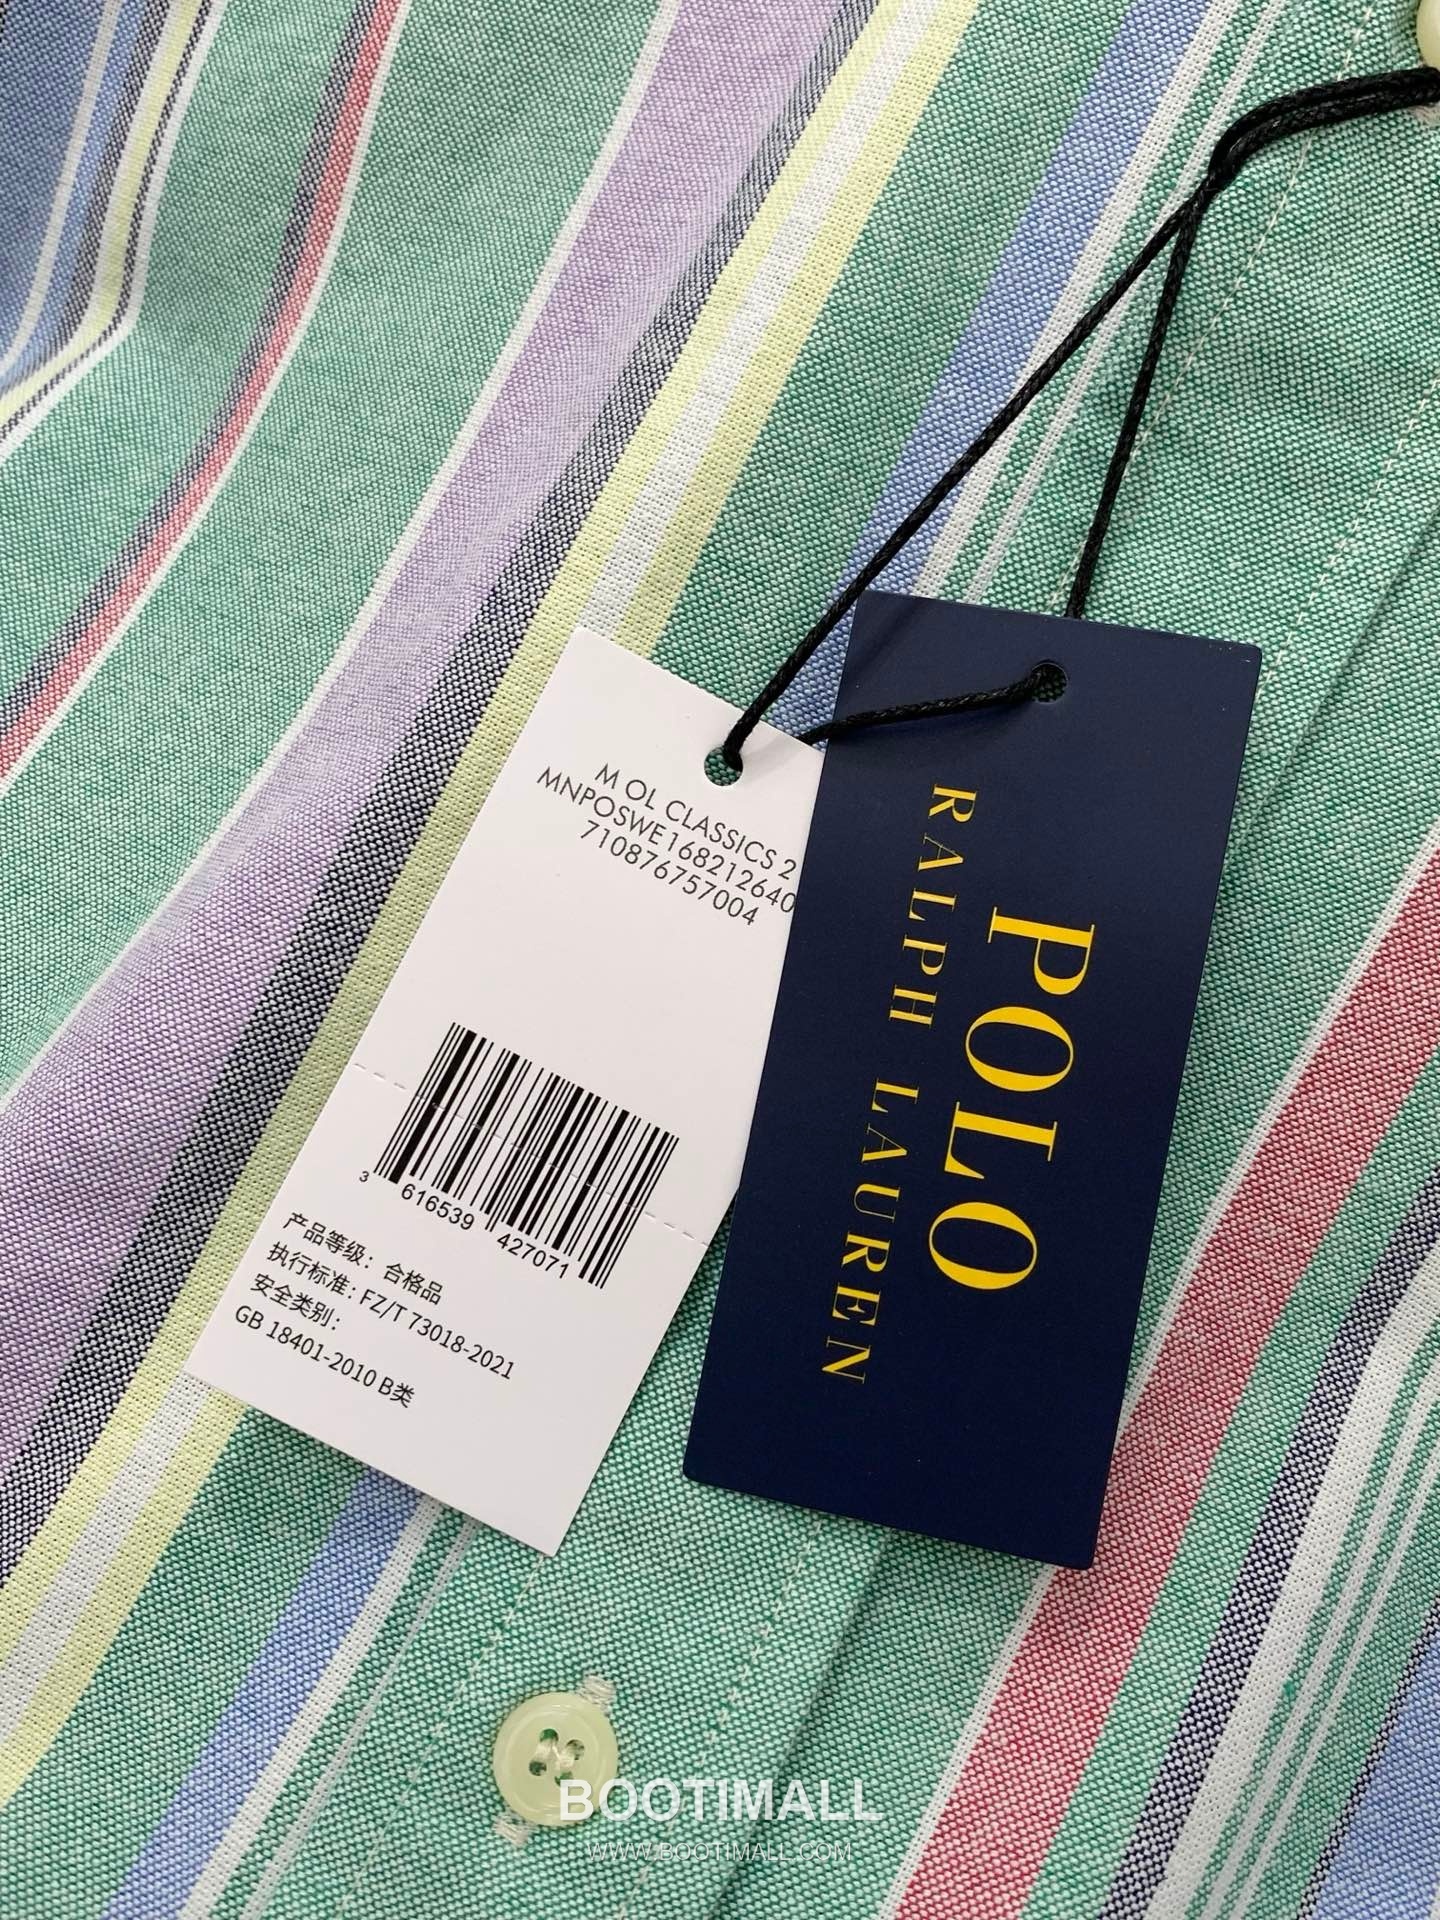 M OL CLASSICS 2
MNPOSWE168212640
710876757004
3 616539 427071
产品等级：合格品
执行标准：FZ/T 73018-2021
安全类别：
GB 18401-2010 B类
POLO
RALPH LAUREN
BOOTIMALL
WWW.BOOTIMALL.COM